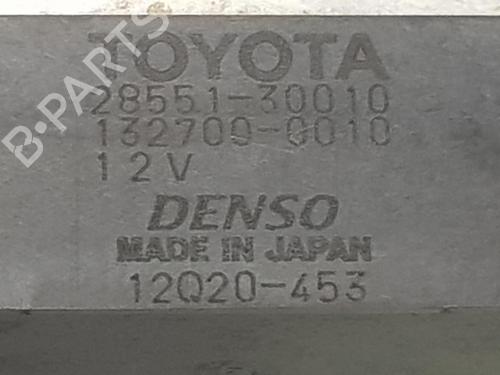 TOYOTA
28551-30010
132700-0010
12V
DENSO
MADE IN JAPAN
12Q20-453
B-PARTS